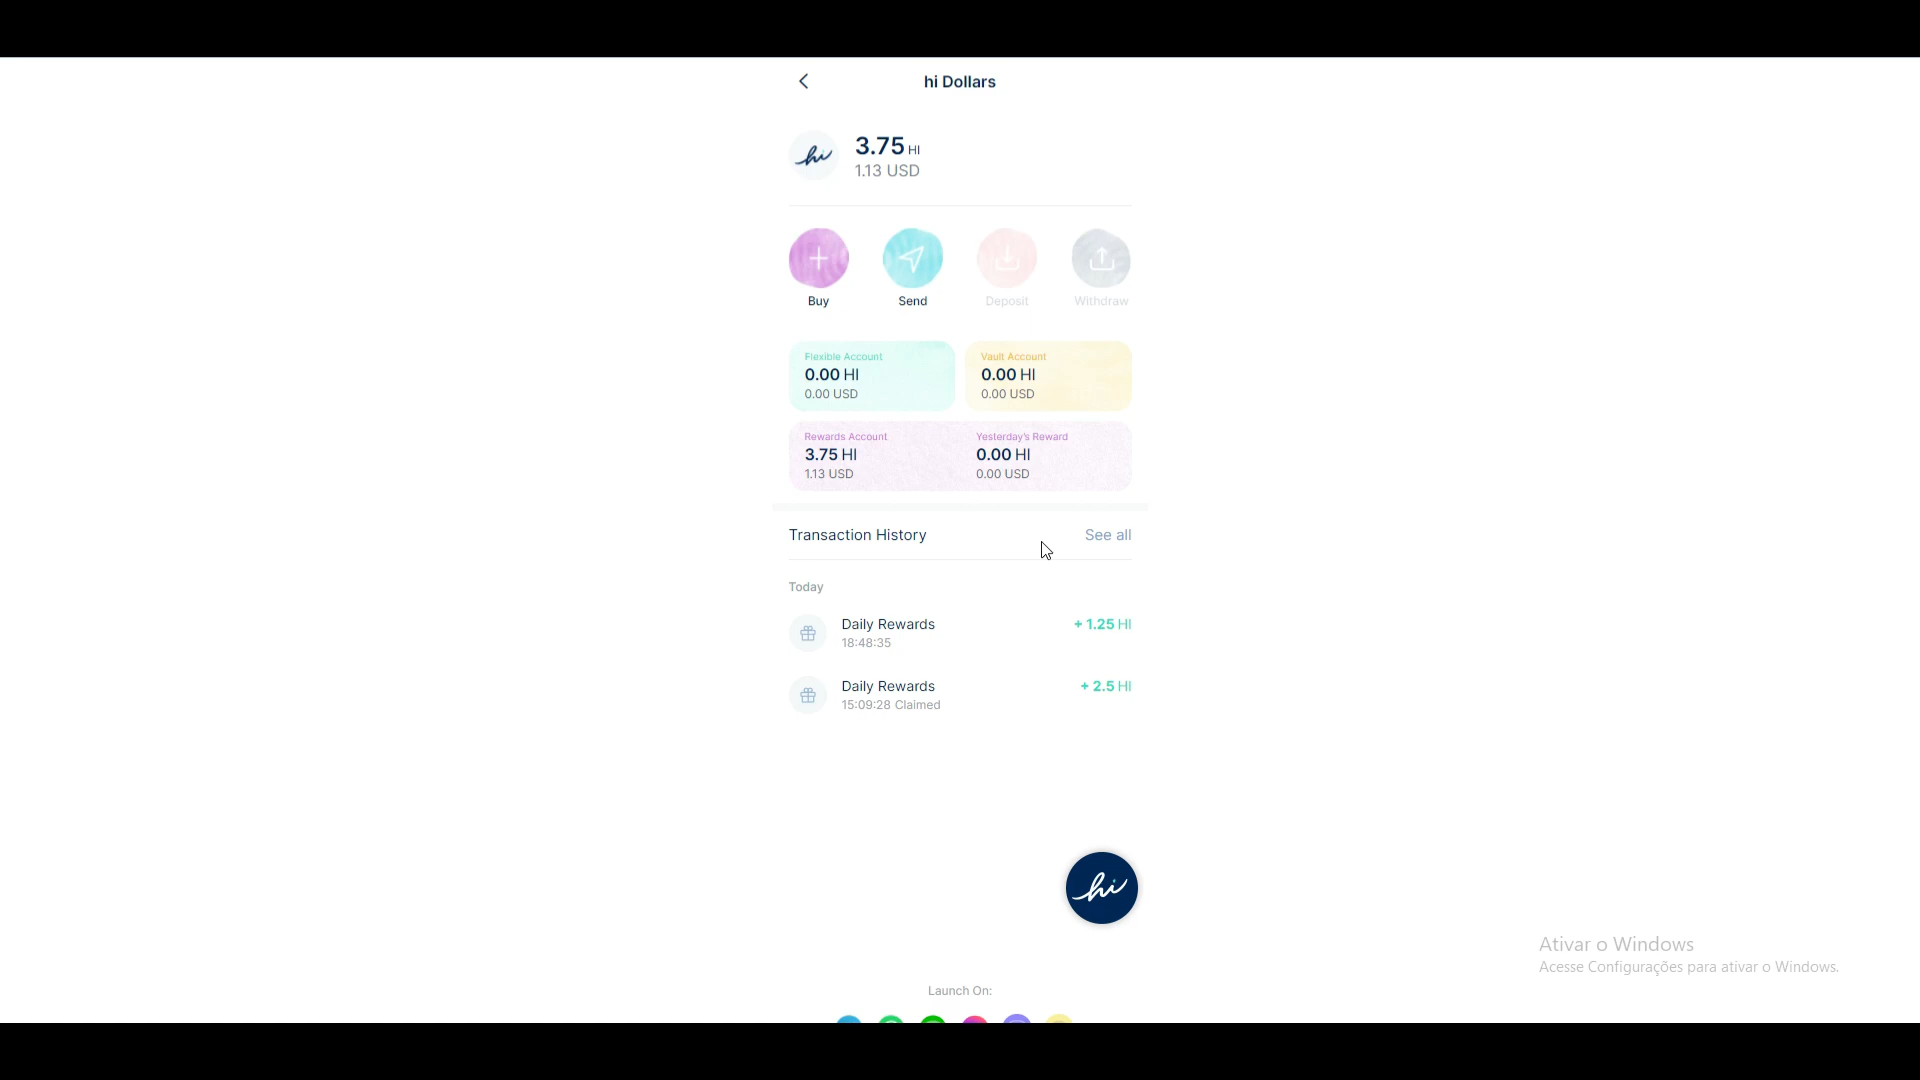 hi Dollars
hi
3.75 HI
1.13 USD
Buy
Send
Deposit
Withdraw
Flexible Account
0.00 HI
0.00 USD
Vault Account
0.00 HI
0.00 USD
Rewards Account
3.75 HI
1.13 USD
Yesterday's Reward
0.00 HI
0.00 USD
Transaction History
See all
Today
Daily Rewards
+ 1.25 HI
18:48:35
Daily Rewards
+ 2.5 HI
15:09:28 Claimed
hi
Ativar o Windows
Acesse Configurações para ativar o Windows.
Launch On: